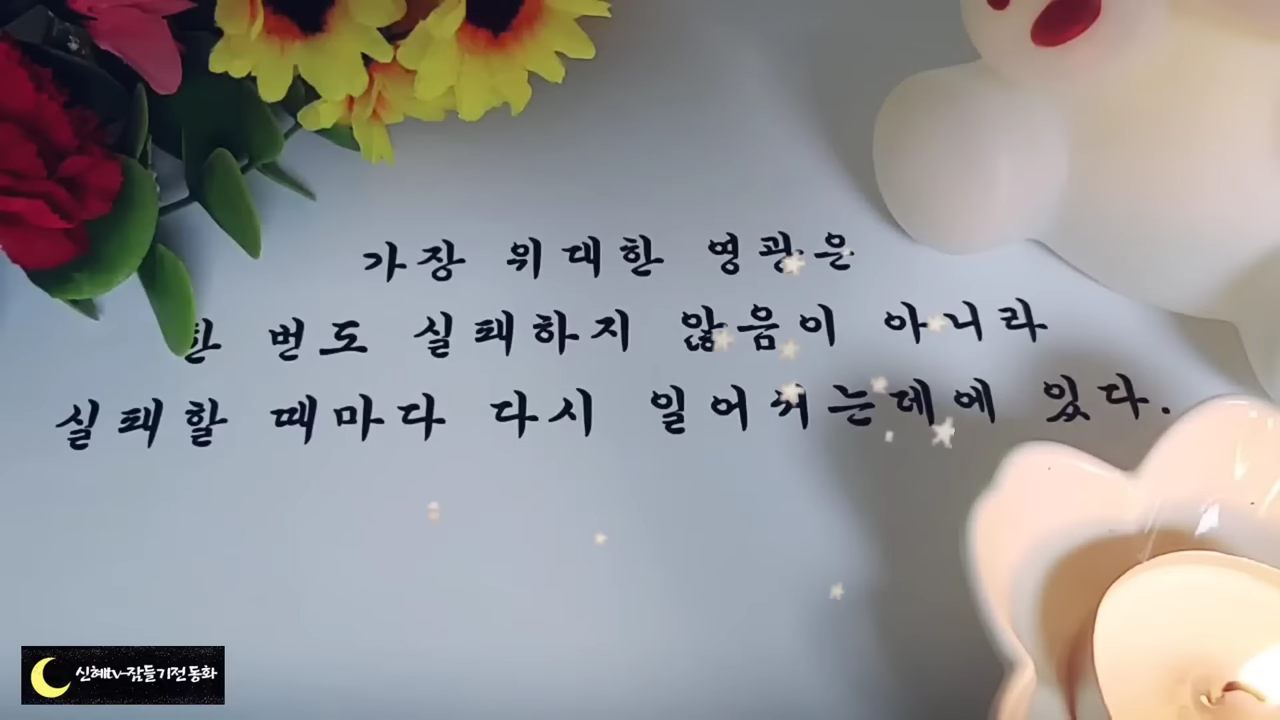 가장 위대한 영광은
한 번도 실패하지 않음이 아니라
실패할 때마다 다시 일어서는데에 있다.
신혜tv-잠들기전동화